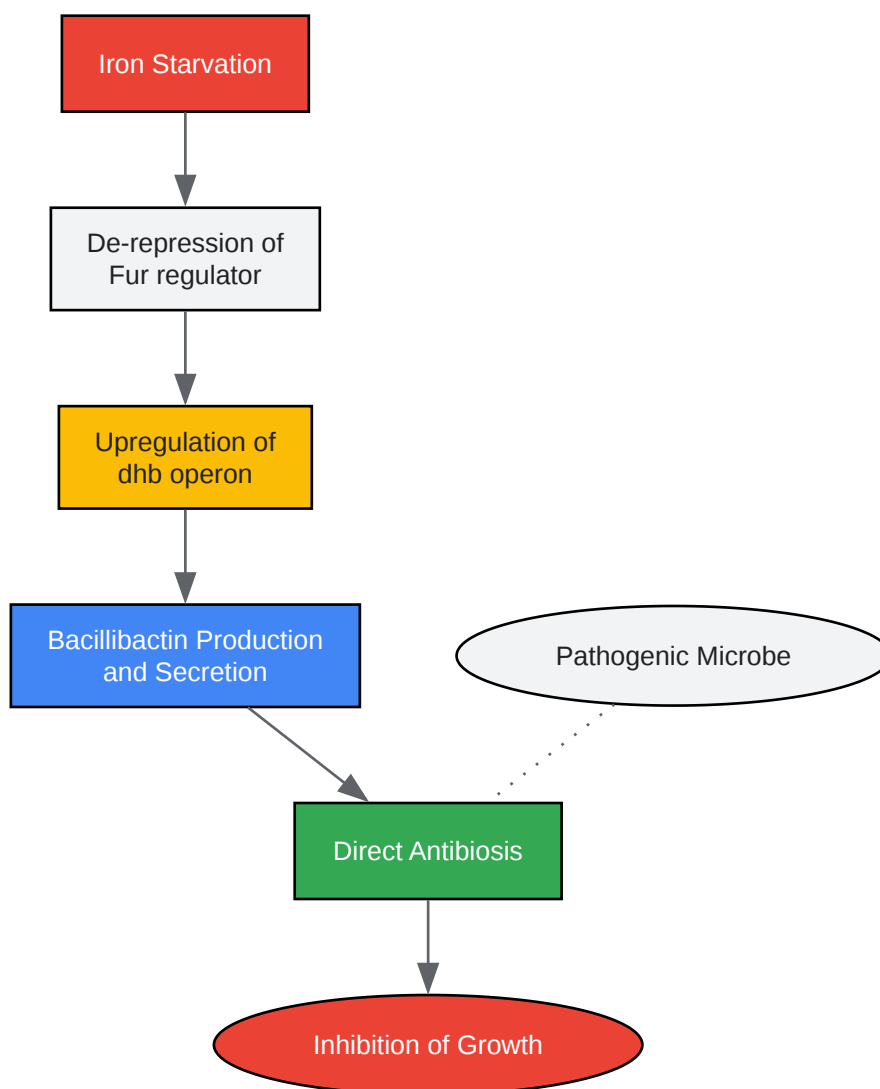 Iron Starvation
De-repression of
Fur regulator
Upregulation of
dhb operon
Bacillibactin Production
and Secretion
Pathogenic Microbe
Direct Antibiosis
Inhibition of Growth